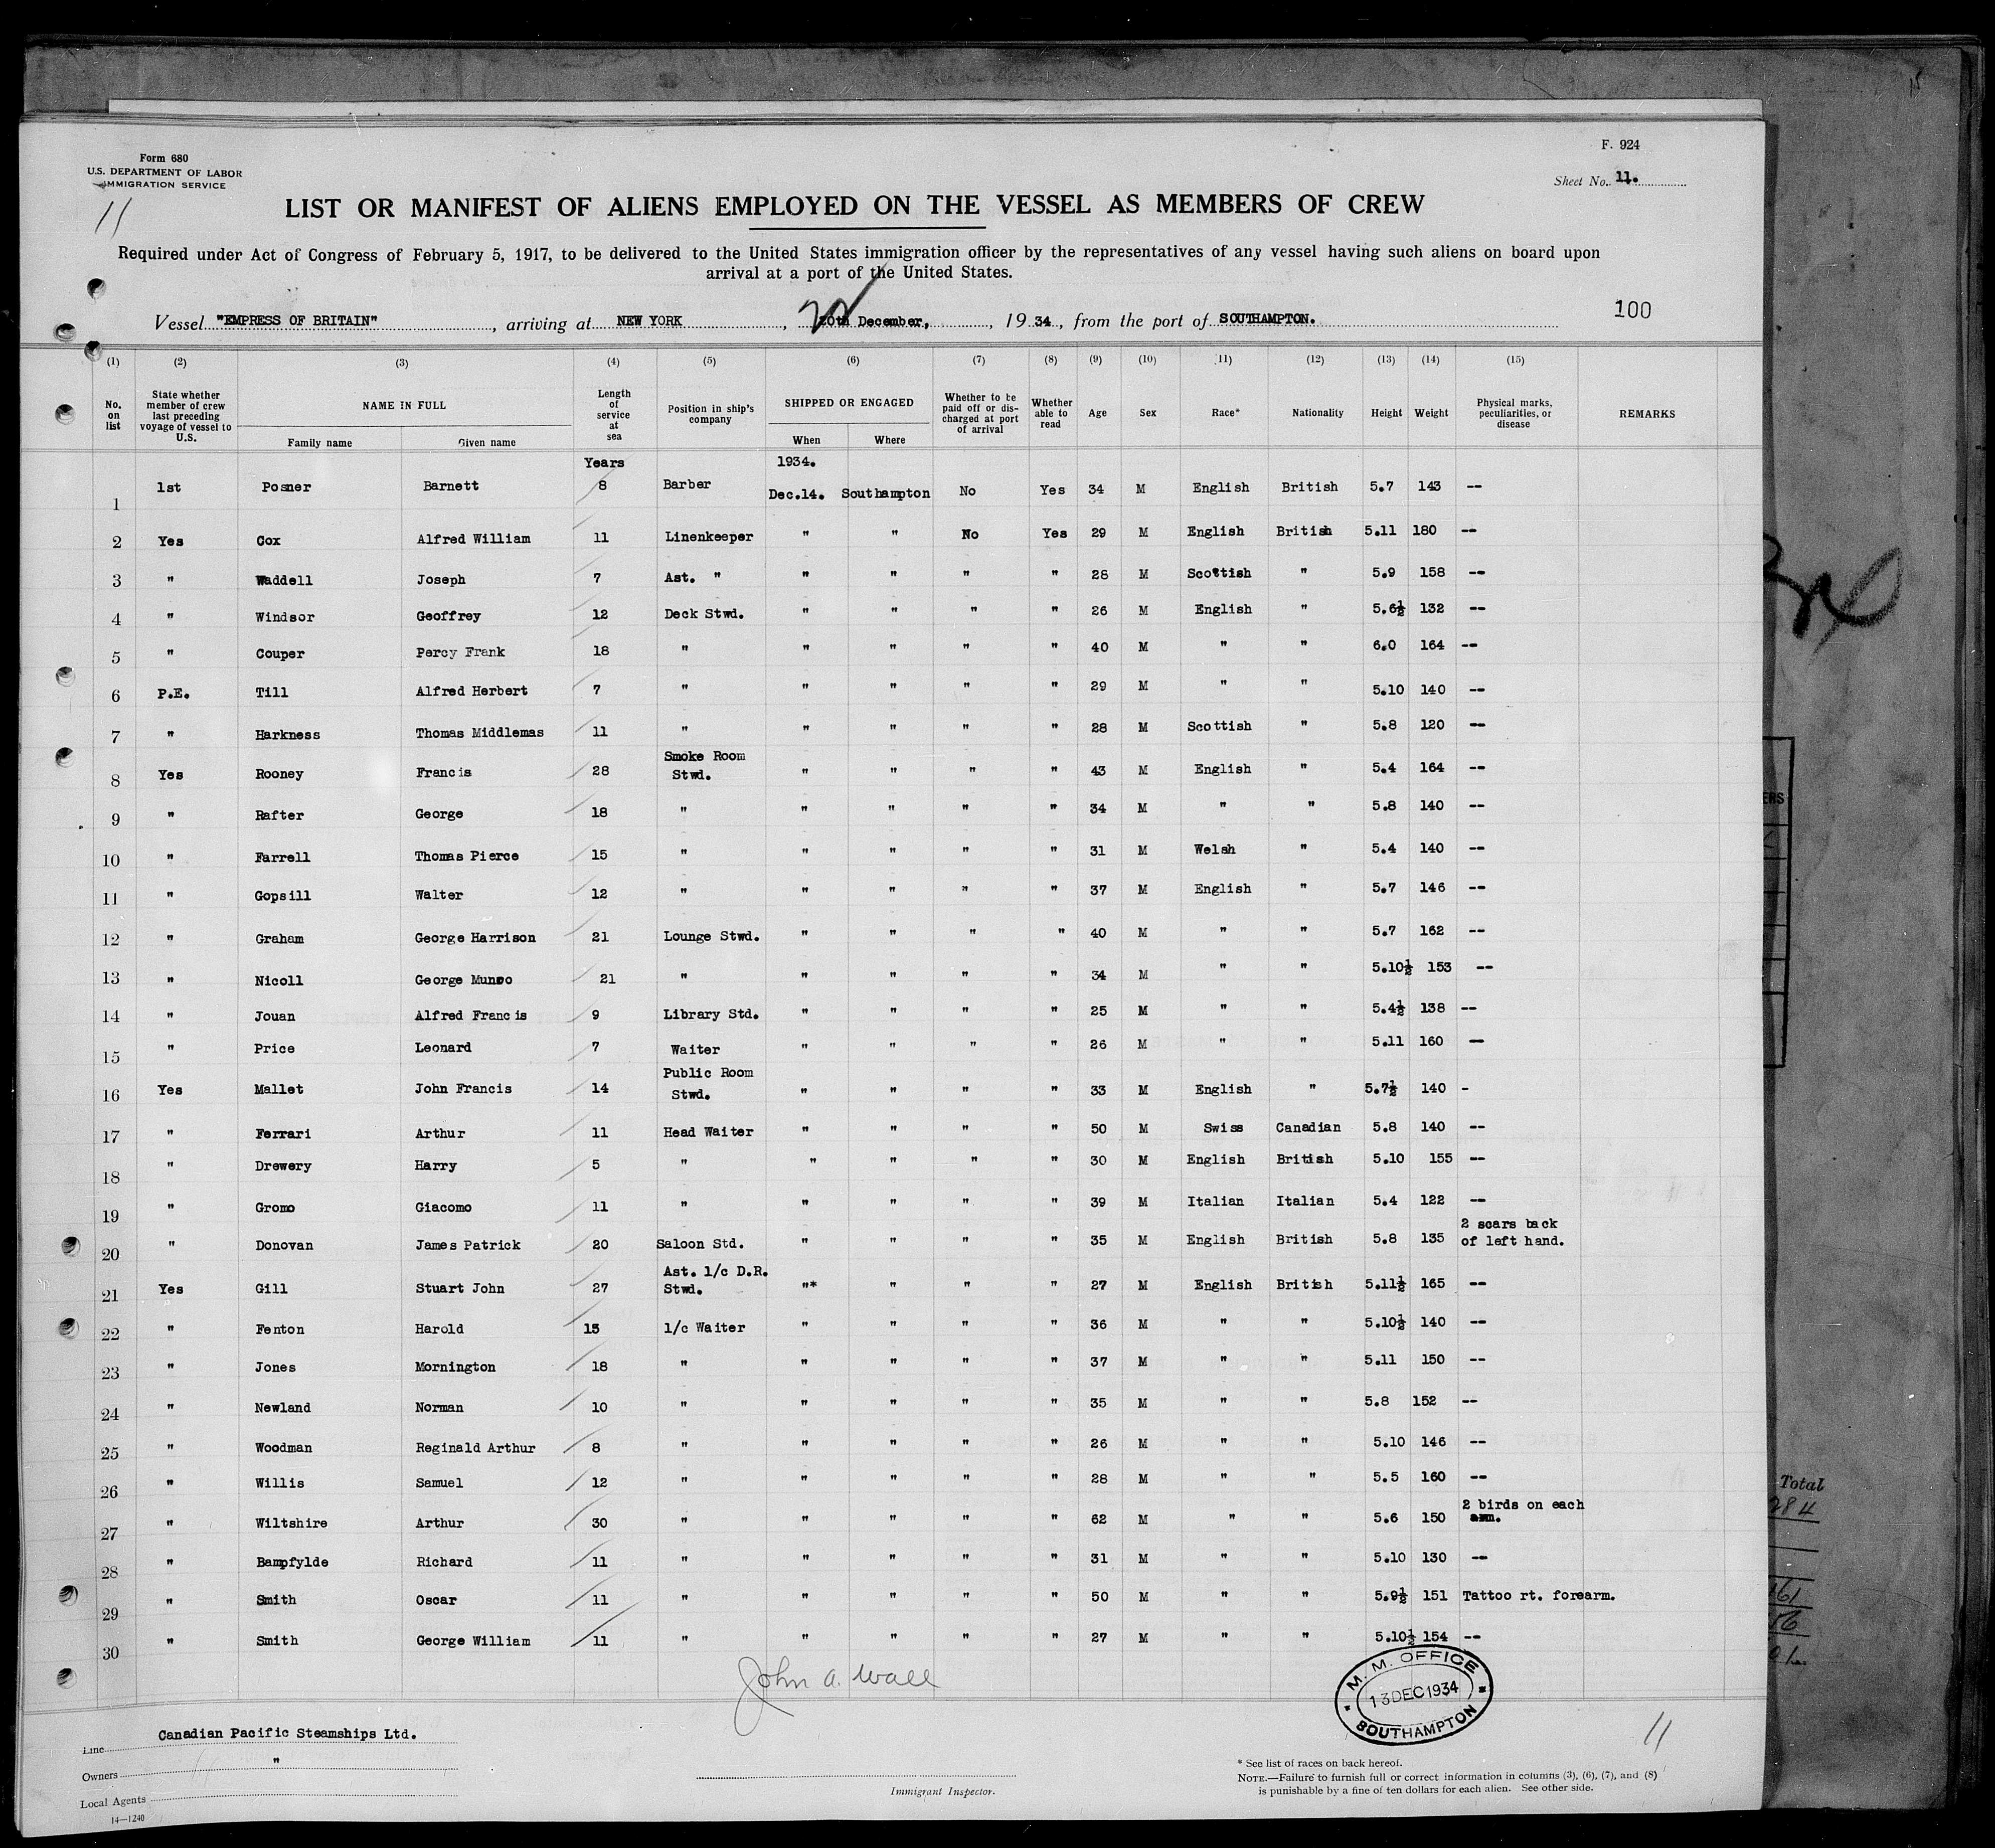 Form 680
U.S. DEPARTMENT OF LABOR
IMMIGRATION SERVICE
11
F. 924
Sheet No. 11.
LIST OR MANIFEST OF ALIENS EMPLOYED ON THE VESSEL AS MEMBERS OF CREW
Required under Act of Congress of February 5, 1917, to be delivered to the United States immigration officer by the representatives of any vessel having such aliens on board upon
arrival at a port of the United States.
Vessel "EMPRESS OF BRITAIN", arriving at NEW YORK, 20th December, 1934, from the port of SOUTHAMPTON.
100
(1) (2) (3) (4) (5) (6) (7) (8) (9) (10) (11) (12) (13) (14) (15)
No. on list State whether member of crew last preceding voyage of vessel to U.S. NAME IN FULL Family name Given name Length of service at sea Position in ship's company SHIPPED OR ENGAGED When Where Whether to be paid off or discharged at port of arrival Whether able to read Age Sex Race* Nationality Height Weight Physical marks, peculiarities, or disease REMARKS
Years 1934.
1 1st Posner Barnett 8 Barber Dec.14. Southampton No Yes 34 M English British 5.7 143 --
2 Yes Cox Alfred William 11 Linenkeeper " " No Yes 29 M English British 5.11 180 --
3 " Waddell Joseph 7 Ast. " " " " " 28 M Scottish " 5.9 158 --
4 " Windsor Geoffrey 12 Deck Stwd. " " " " 26 M English " 5.6½ 132 --
5 " Couper Percy Frank 18 " " " " " 40 M " " 6.0 164 --
6 P.E. Till Alfred Herbert 7 " " " " " 29 M " " 5.10 140 --
7 " Harkness Thomas Middlemas 11 " " " " " 28 M Scottish " 5.8 120 --
8 Yes Rooney Francis 28 Smoke Room Stwd. " " " " 43 M English " 5.4 164 --
9 " Rafter George 18 " " " " " 34 M " " 5.8 140 --
10 " Farrell Thomas Pierce 15 " " " " " 31 M Welsh " 5.4 140 --
11 " Gopsill Walter 12 " " " " " 37 M English " 5.7 146 --
12 " Graham George Harrison 21 Lounge Stwd. " " " " 40 M " " 5.7 162 --
13 " Nicoll George Munro 21 " " " " " 34 M " " 5.10½ 153 --
14 " Jouan Alfred Francis 9 Library Std. " " " " 25 M " " 5.4½ 138 --
15 " Price Leonard 7 Waiter " " " " 26 M " " 5.11 160 --
16 Yes Mallet John Francis 14 Public Room Stwd. " " " " 33 M English " 5.7½ 140 -
17 " Ferrari Arthur 11 Head Waiter " " " " 50 M Swiss Canadian 5.8 140 --
18 " Drewery Harry 5 " " " " " 30 M English British 5.10 155 --
19 " Gromo Giacomo 11 " " " " " 39 M Italian Italian 5.4 122 --
20 " Donovan James Patrick 20 Saloon Std. " " " " 35 M English British 5.8 135 2 scars back of left hand.
21 Yes Gill Stuart John 27 Ast. 1/c D.R. Stwd. "* " " " 27 M English British 5.11½ 165 --
22 " Fenton Harold 15 1/c Waiter " " " " 36 M " " 5.10½ 140 --
23 " Jones Mornington 18 " " " " " 37 M " " 5.11 150 --
24 " Newland Norman 10 " " " " " 35 M " " 5.8 152 --
25 " Woodman Reginald Arthur 8 " " " " " 26 M " " 5.10 146 --
26 " Willis Samuel 12 " " " " " 28 M " " 5.5 160 --
27 " Wiltshire Arthur 30 " " " " " 62 M " " 5.6 150 2 birds on each arm.
28 " Bampfylde Richard 11 " " " " " 31 M " " 5.10 130 --
29 " Smith Oscar 11 " " " " " 50 M " " 5.9½ 151 Tattoo rt. forearm.
30 " Smith George William 11 " " " " " 27 M " " 5.10½ 154 --
John A. Wall
M. M. OFFICE
13 DEC 1934
SOUTHAMPTON
11
Line Canadian Pacific Steamships Ltd.
Owners "
Local Agents
14—1240
Immigrant Inspector.
* See list of races on back hereof.
NOTE.—Failure to furnish full or correct information in columns (3), (6), (7), and (8)
is punishable by a fine of ten dollars for each alien. See other side.
Total
284